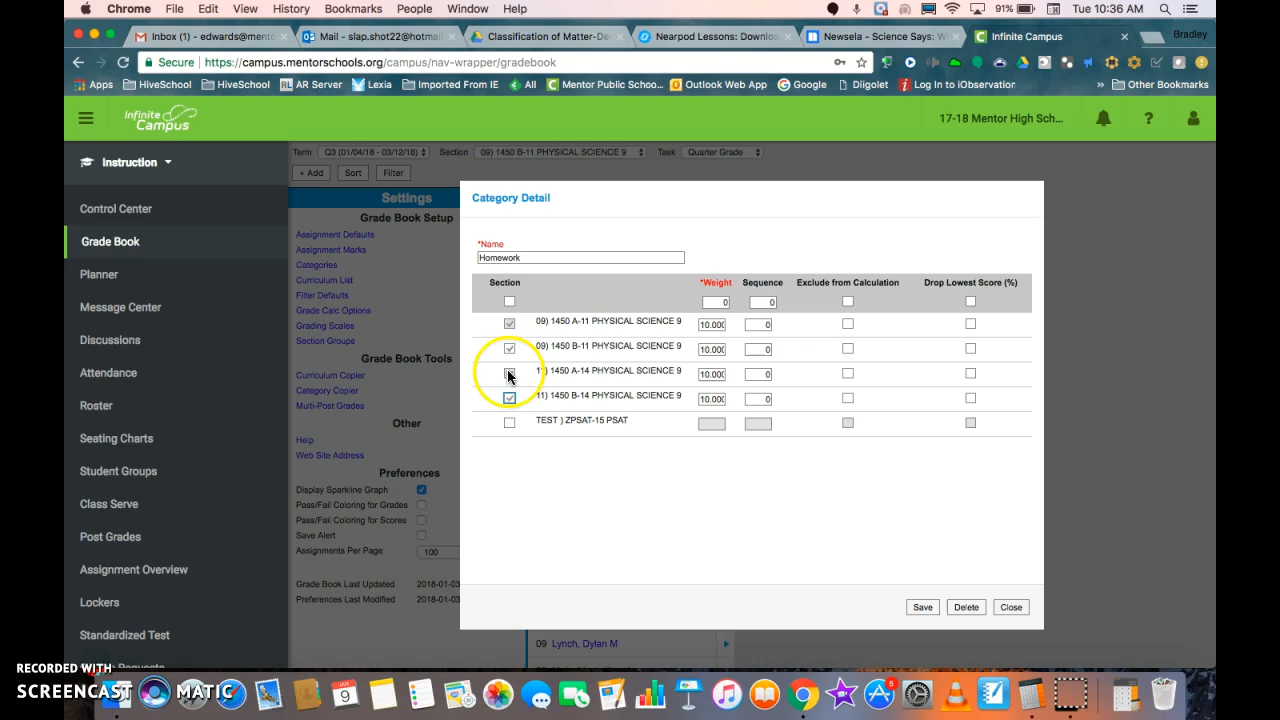 Chrome File Edit View History Bookmarks People Window Help 91% Tue 10:36 AM
Inbox (1) - edwards@mento Mail - slap.shot22@hotmail Classification of Matter-De Nearpod Lessons: Downloa Newsela - Science Says: W Infinite Campus Bradley
Secure https://campus.mentorschools.org/campus/nav-wrapper/gradebook
Apps HiveSchool HiveSchool AR Server Lexia Imported From IE All Mentor Public Schoo... Outlook Web App Google Diigolet Log In to iObservation » Other Bookmarks
Infinite Campus 17-18 Mentor High Sch... ?
Instruction
Term Q3 (01/04/18 - 03/12/18) Section 09) 1450 B-11 PHYSICAL SCIENCE 9 Task Quarter Grade
+ Add Sort Filter
Control Center
Grade Book
Planner
Message Center
Discussions
Attendance
Roster
Seating Charts
Student Groups
Class Serve
Post Grades
Assignment Overview
Lockers
Standardized Test
Requests
Settings
Grade Book Setup
Assignment Defaults
Assignment Marks
Categories
Curriculum List
Filter Defaults
Grade Calc Options
Grading Scales
Section Groups
Grade Book Tools
Curriculum Copier
Category Copier
Multi-Post Grades
Other
Help
Web Site Address
Preferences
Display Sparkline Graph
Pass/Fail Coloring for Grades
Pass/Fail Coloring for Scores
Save Alert
Assignments Per Page 100
Grade Book Last Updated 2018-01-03
Preferences Last Modified 2018-01-03
Category Detail
*Name
Homework
Section *Weight Sequence Exclude from Calculation Drop Lowest Score (%)
0 0
09) 1450 A-11 PHYSICAL SCIENCE 9 10.000 0
09) 1450 B-11 PHYSICAL SCIENCE 9 10.000 0
11) 1450 A-14 PHYSICAL SCIENCE 9 10.000 0
11) 1450 B-14 PHYSICAL SCIENCE 9 10.000 0
TEST ) ZPSAT-15 PSAT
Save Delete Close
09 Lynch, Dylan M
RECORDED WITH
SCREENCAST MATIC
JAN
9
5